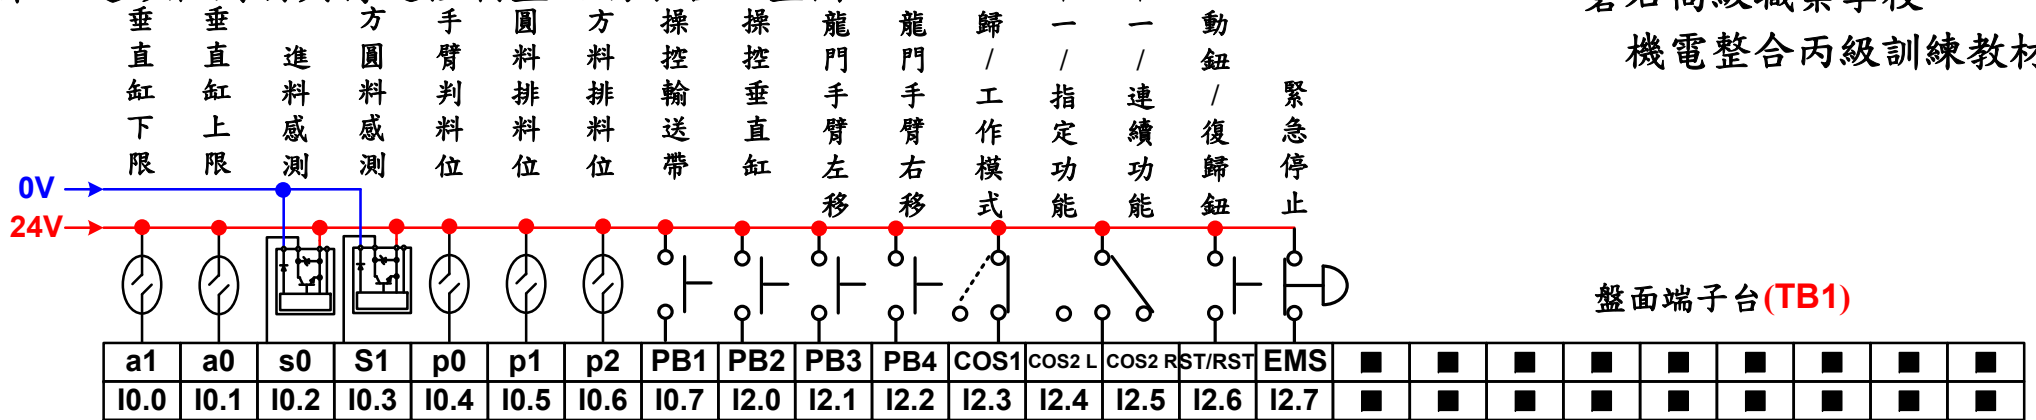 機電整合丙級訓練教材
垂直缸下限
垂直缸上限
進料感測
方圓料感測
手臂判料位
圓料排料位
方料排料位
操控輸送帶
操控垂直缸
龍門手臂左移
龍門手臂右移
歸/工作模式
一/指定功能
一/連續功能
動鈕/復歸鈕
緊急停止
0V
24V
盤面端子台(TB1)
a1 a0 s0 S1 p0 p1 p2 PB1 PB2 PB3 PB4 COS1 COS2 L COS2 R ST/RST EMS
I0.0 I0.1 I0.2 I0.3 I0.4 I0.5 I0.6 I0.7 I2.0 I2.1 I2.2 I2.3 I2.4 I2.5 I2.6 I2.7